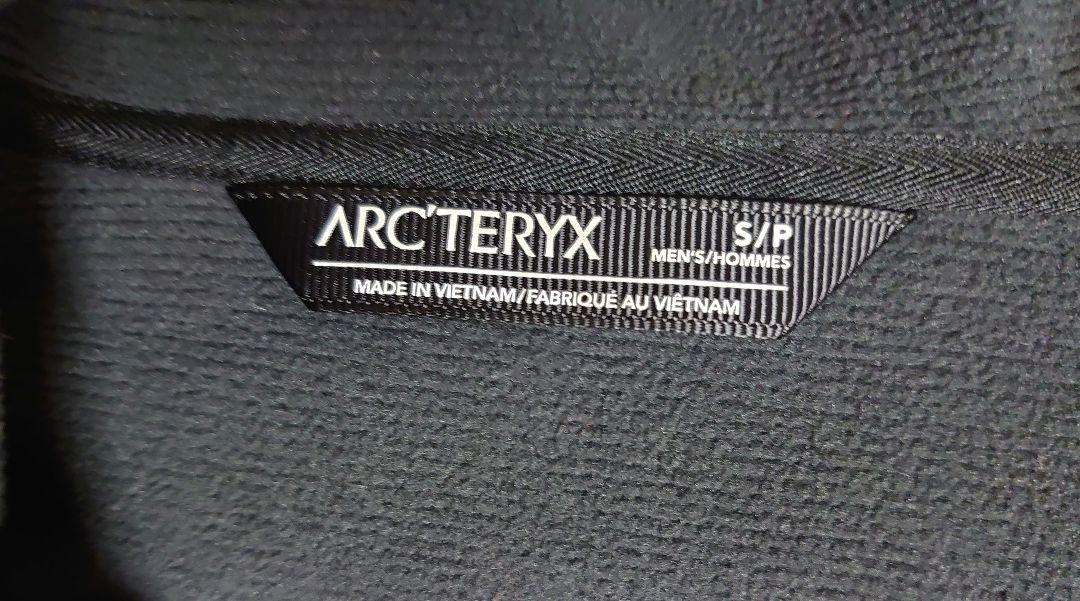 ARC'TERYX
S/P
MEN'S/HOMMES
MADE IN VIETNAM/FABRIQUÉ AU VIÊTNAM